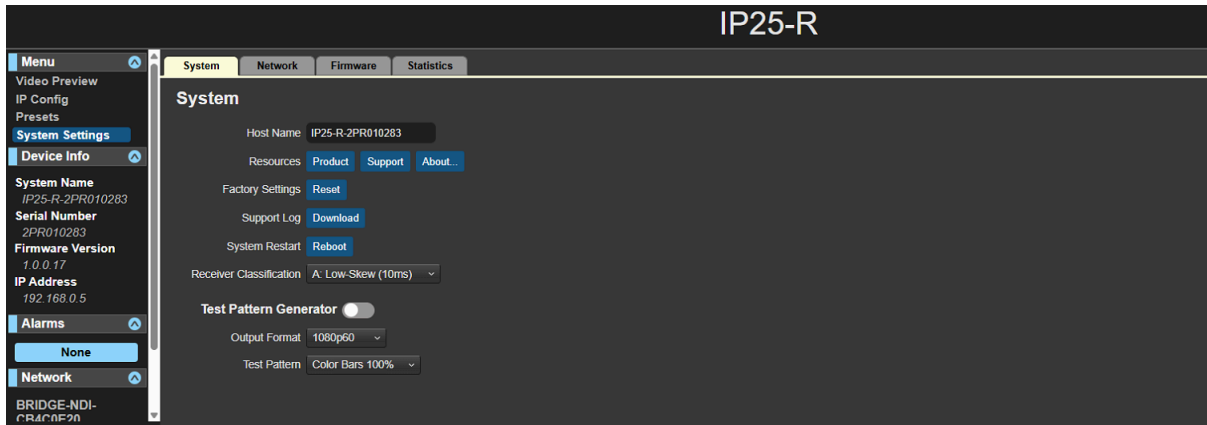 IP25-R
Menu
Video Preview
IP Config
Presets
System Settings
Device Info
System Name
IP25-R-2PR010283
Serial Number
2PR010283
Firmware Version
1.0.0.17
IP Address
192.168.0.5
Alarms
None
Network
BRIDGE-NDI-
CB4C0F20
System Network Firmware Statistics
System
Host Name IP25-R-2PR010283
Resources Product Support About...
Factory Settings Reset
Support Log Download
System Restart Reboot
Receiver Classification A: Low-Skew (10ms)
Test Pattern Generator
Output Format 1080p60
Test Pattern Color Bars 100%